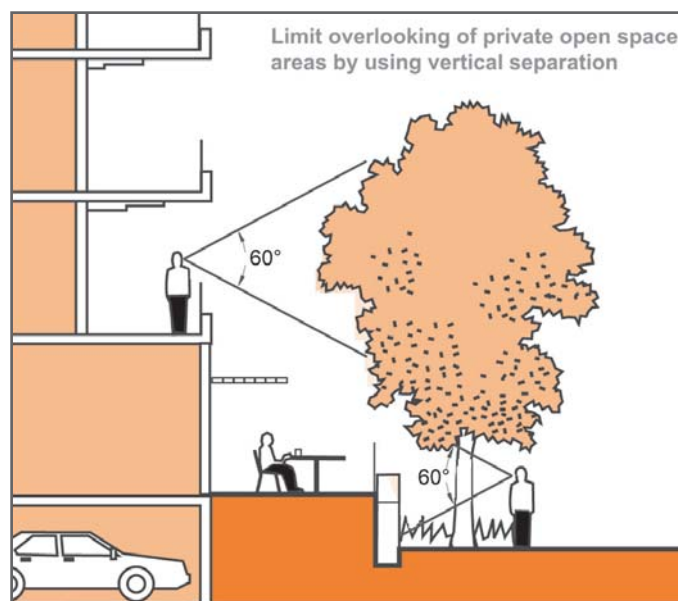 Limit overlooking of private open space
areas by using vertical separation
60°
60°